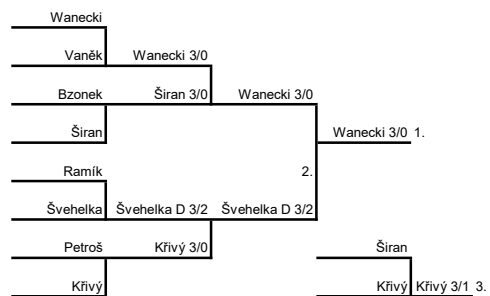 Wanecki
Vaněk Wanecki 3/0
Bzonek Širan 3/0 Wanecki 3/0
Širan Wanecki 3/0 1.
Ramík 2.
Švehelka Švehelka D 3/2 Švehelka D 3/2
Petroš Křivý 3/0 Širan
Křivý Křivý Křivý 3/1 3.